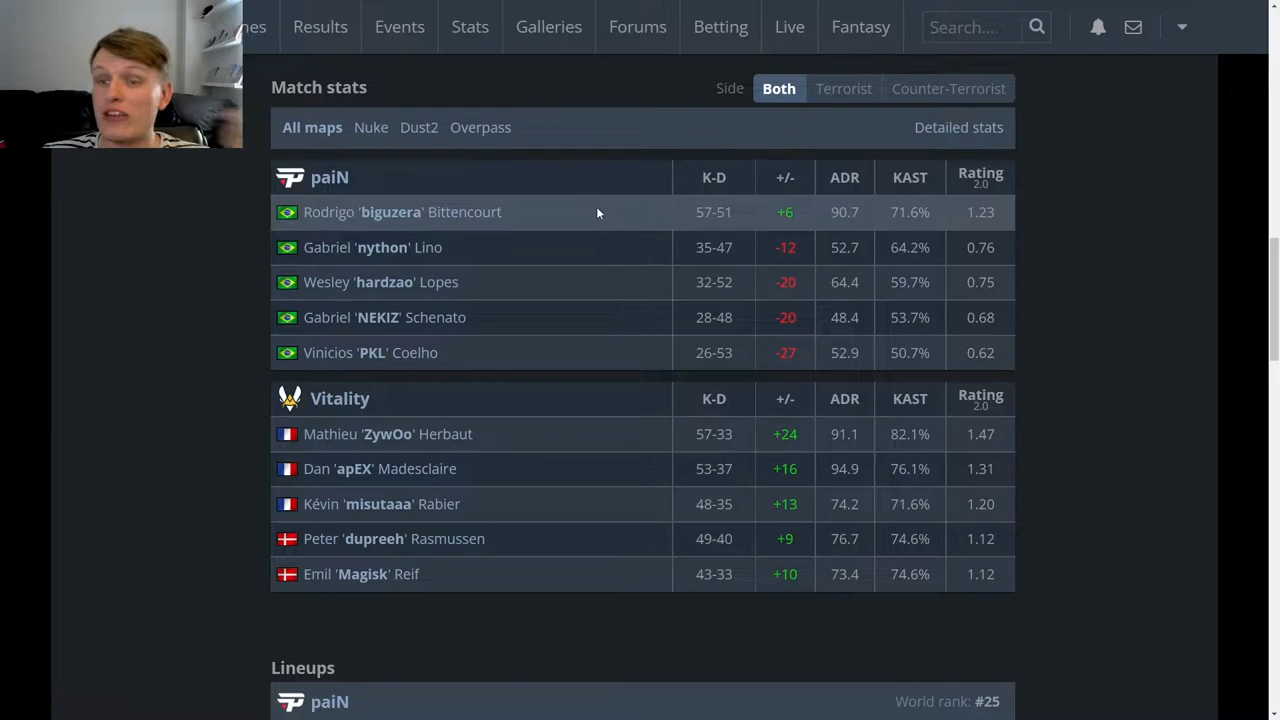 nes Results Events Stats Galleries Forums Betting Live Fantasy Search....
Match stats Side Both Terrorist Counter-Terrorist
All maps Nuke Dust2 Overpass Detailed stats
paiN K-D +/- ADR KAST Rating 2.0
Rodrigo 'biguzera' Bittencourt 57-51 +6 90.7 71.6% 1.23
Gabriel 'nython' Lino 35-47 -12 52.7 64.2% 0.76
Wesley 'hardzao' Lopes 32-52 -20 64.4 59.7% 0.75
Gabriel 'NEKIZ' Schenato 28-48 -20 48.4 53.7% 0.68
Vinicios 'PKL' Coelho 26-53 -27 52.9 50.7% 0.62
Vitality K-D +/- ADR KAST Rating 2.0
Mathieu 'ZywOo' Herbaut 57-33 +24 91.1 82.1% 1.47
Dan 'apEX' Madesclaire 53-37 +16 94.9 76.1% 1.31
Kévin 'misutaaa' Rabier 48-35 +13 74.2 71.6% 1.20
Peter 'dupreeh' Rasmussen 49-40 +9 76.7 74.6% 1.12
Emil 'Magisk' Reif 43-33 +10 73.4 74.6% 1.12
Lineups
paiN World rank: #25